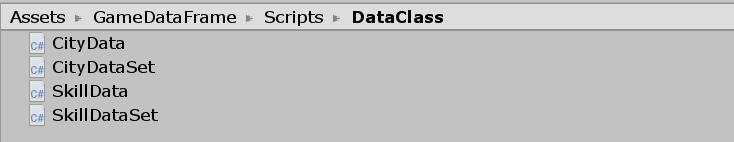 Assets ▸ GameDataFrame ▸ Scripts ▸ DataClass
C# CityData
C# CityDataSet
C# SkillData
C# SkillDataSet